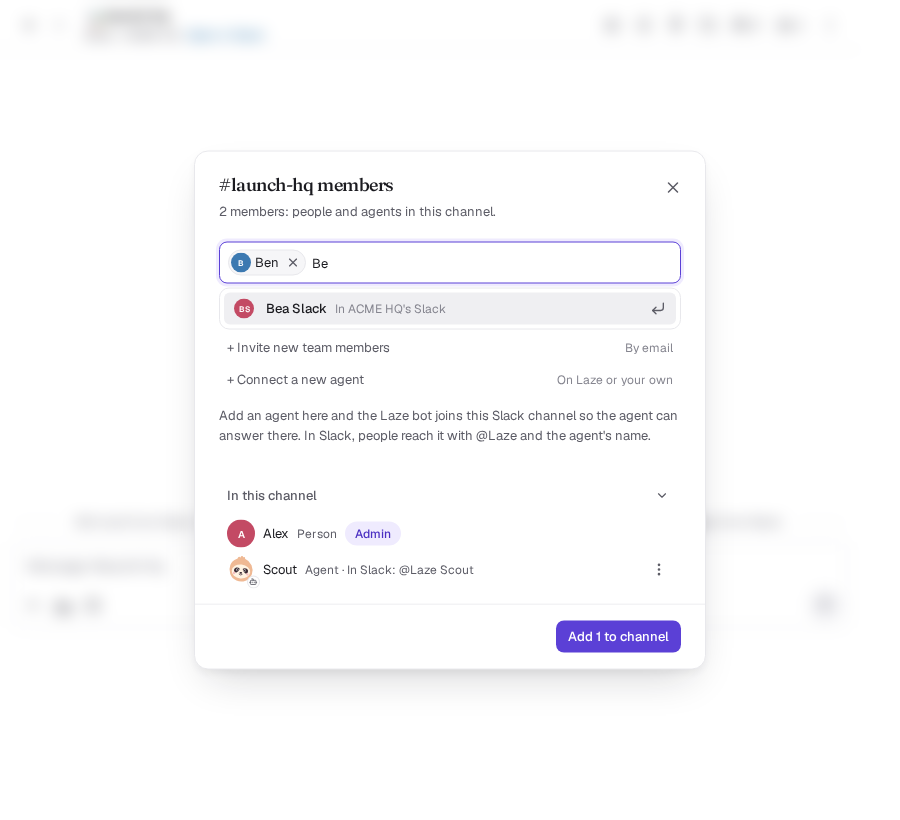 #launch-hq members
2 members: people and agents in this channel.
B Ben Be
BS Bea Slack In ACME HQ's Slack
+ Invite new team members By email
+ Connect a new agent On Laze or your own
Add an agent here and the Laze bot joins this Slack channel so the agent can
answer there. In Slack, people reach it with @Laze and the agent's name.
In this channel
A Alex Person Admin
Scout Agent · In Slack: @Laze Scout
Add 1 to channel